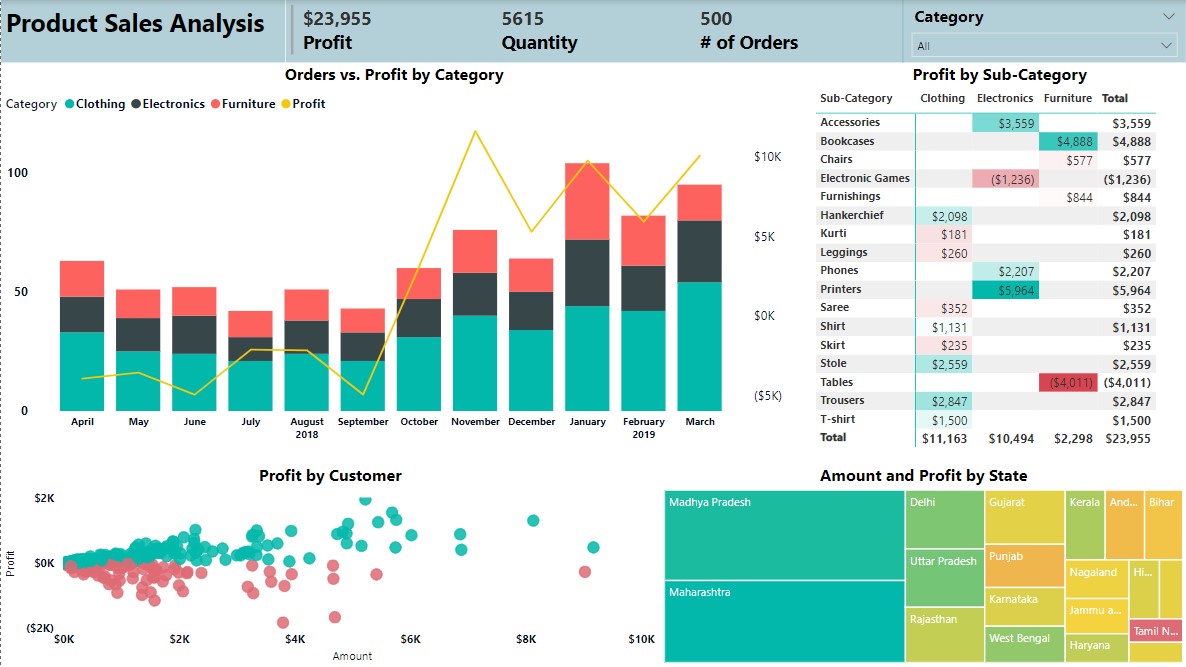 Product Sales Analysis
$23,955
Profit
5615
Quantity
500
# of Orders
Category
All
Orders vs. Profit by Category
Category Clothing Electronics Furniture Profit
100
50
0
$10K
$5K
$0K
($5K)
April May June July August September October November December January February March
2018 2019
Profit by Sub-Category
Sub-Category Clothing Electronics Furniture Total
Accessories $3,559 $3,559
Bookcases $4,888 $4,888
Chairs $577 $577
Electronic Games ($1,236) ($1,236)
Furnishings $844 $844
Hankerchief $2,098 $2,098
Kurti $181 $181
Leggings $260 $260
Phones $2,207 $2,207
Printers $5,964 $5,964
Saree $352 $352
Shirt $1,131 $1,131
Skirt $235 $235
Stole $2,559 $2,559
Tables ($4,011) ($4,011)
Trousers $2,847 $2,847
T-shirt $1,500 $1,500
Total $11,163 $10,494 $2,298 $23,955
Profit by Customer
Profit
$2K
$0K
($2K)
$0K $2K $4K $6K $8K $10K
Amount
Amount and Profit by State
Madhya Pradesh
Maharashtra
Delhi
Uttar Pradesh
Rajasthan
Gujarat
Punjab
Karnataka
West Bengal
Kerala
And...
Bihar
Nagaland
Hi...
Jammu a...
Tamil N...
Haryana